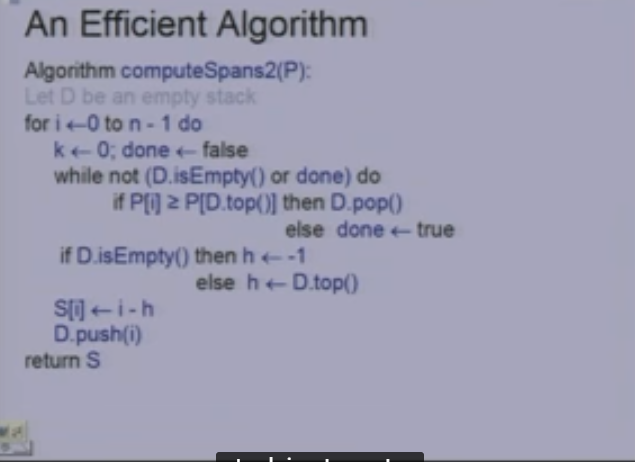 An Efficient Algorithm
Algorithm computeSpans2(P):
Let D be an empty stack
for i ←0 to n - 1 do
k ← 0; done ← false
while not (D.isEmpty() or done) do
if P[i] ≥ P[D.top()] then D.pop()
else done ← true
if D.isEmpty() then h ← -1
else h ← D.top()
S[i] ← i - h
D.push(i)
return S